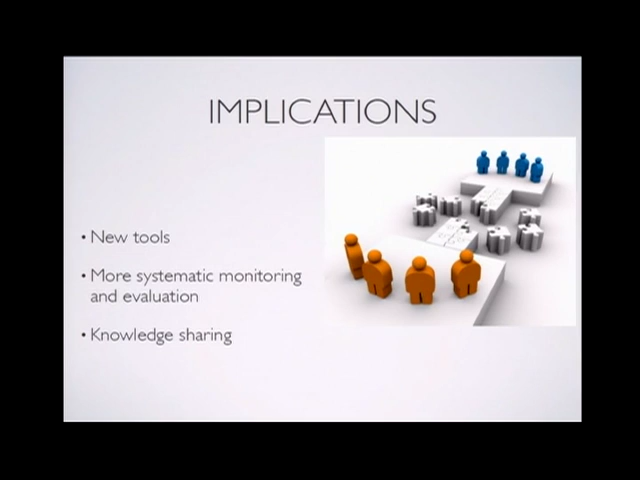 IMPLICATIONS
• New tools
• More systematic monitoring
and evaluation
• Knowledge sharing